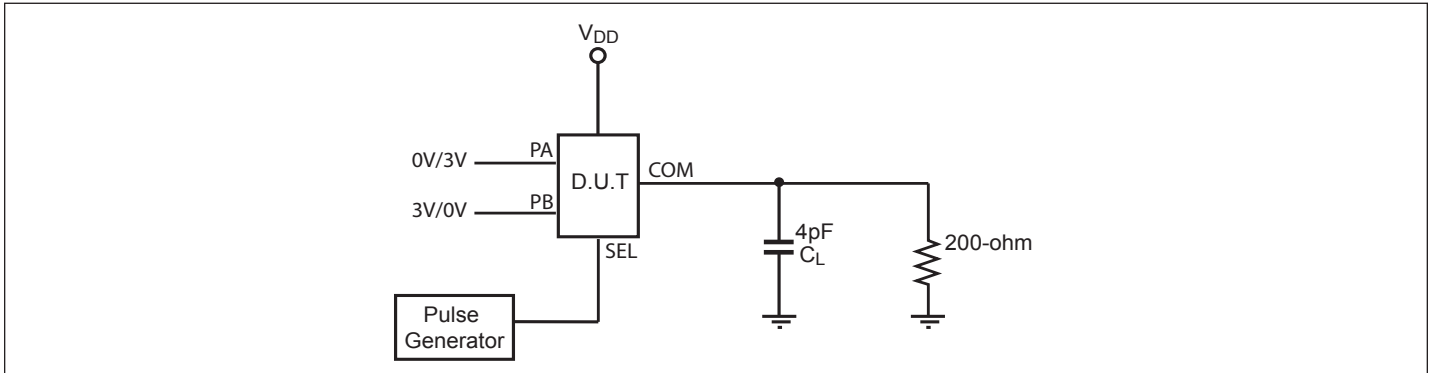 VDD
0V/3V
PA
D.U.T
COM
3V/0V
PB
SEL
4pF
CL
200-ohm
Pulse
Generator